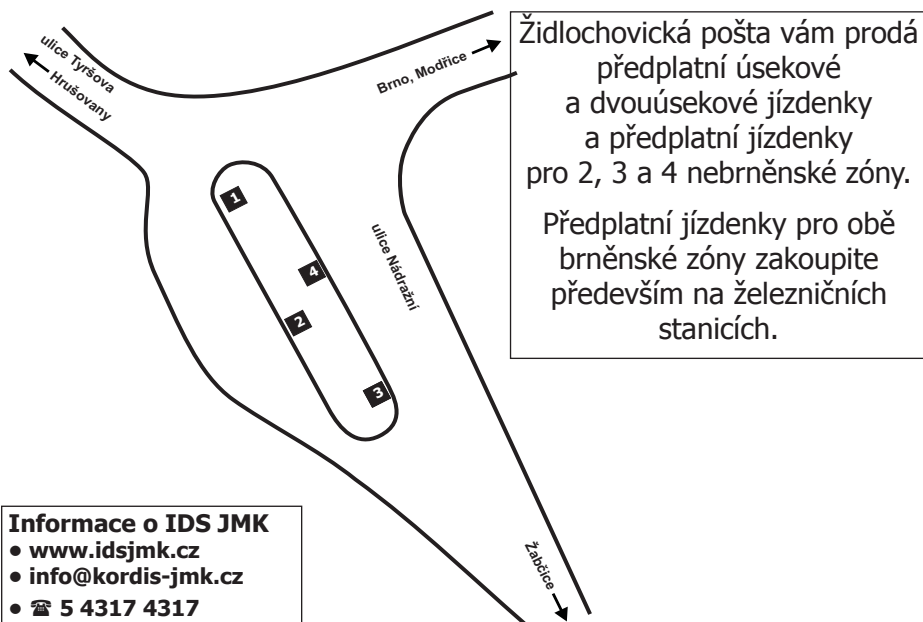 ulice Tyršova
Hrušovany
Brno, Modřice
Židlochovická pošta vám prodá
předplatní úsekové
a dvouúsekové jízdenky
a předplatní jízdenky
pro 2, 3 a 4 nebrněnské zóny.
Předplatní jízdenky pro obě
brněnské zóny zakoupite
především na železničních
stanicích.
1
ulice Nádražní
4
2
3
Informace o IDS JMK
• www.idsjmk.cz
• info@kordis-jmk.cz
• ☎ 5 4317 4317
Žabčice